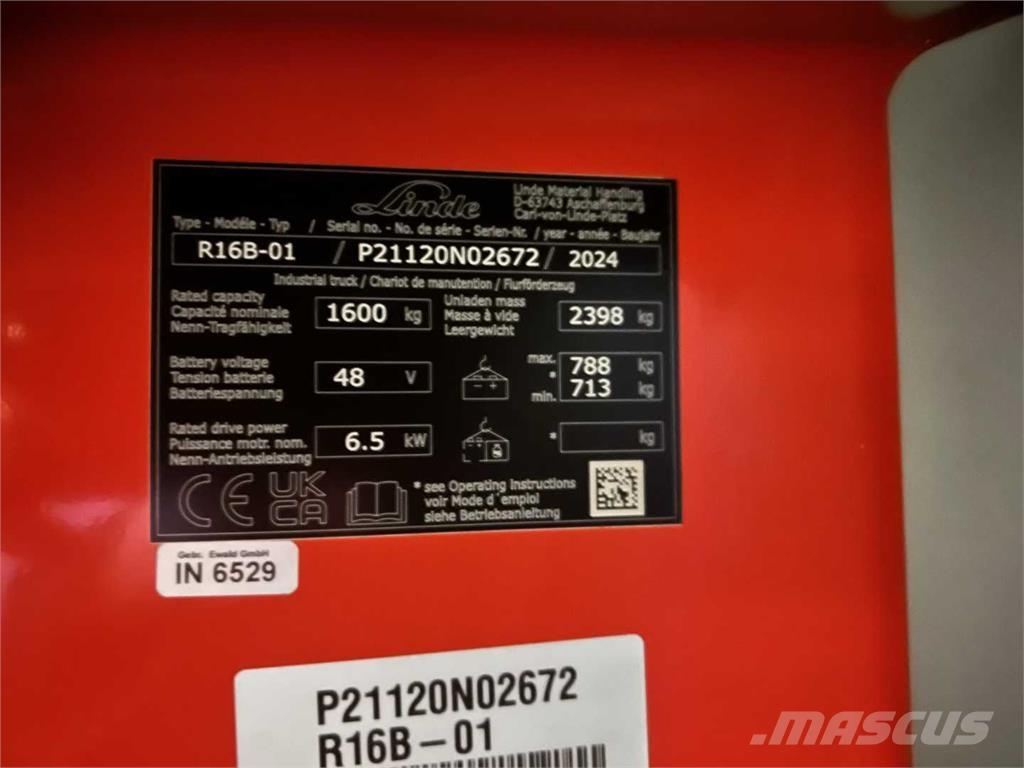 Linde
Linde Material Handling
D-63743 Aschaffenburg
Carl-von-Linde-Platz
Type - Modèle - Typ / Serial no. - No. de série - Serien-Nr. / year - année - Baujahr
R16B-01 / P21120N02672 / 2024
Industrial truck / Chariot de manutention / Flurförderzeug
Rated capacity
Capacité nominale
Nenn-Tragfähigkeit
1600 kg
Unladen mass
Masse à vide
Leergewicht
2398 kg
Battery voltage
Tension batterie
Batteriespannung
48 V
max. 788 kg
*
min. 713 kg
Rated drive power
Puissance motr. nom.
Nenn-Antriebsleistung
6.5 kW
* kg
CE UK
CA
* see Operating Instructions
voir Mode d´emploi
siehe Betriebsanleitung
Gebr. Ewald GmbH
IN 6529
P21120N02672
R16B-01
MASCUS